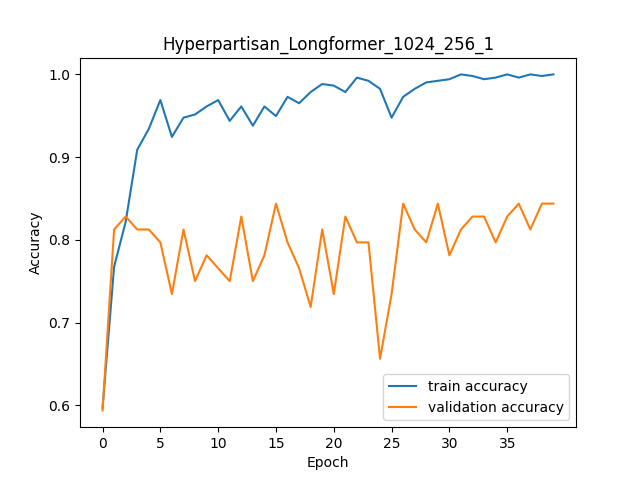 Hyperpartisan_Longformer_1024_256_1
1.0
0.9
0.8
0.7
0.6
Accuracy
train accuracy
validation accuracy
0 5 10 15 20 25 30 35
Epoch